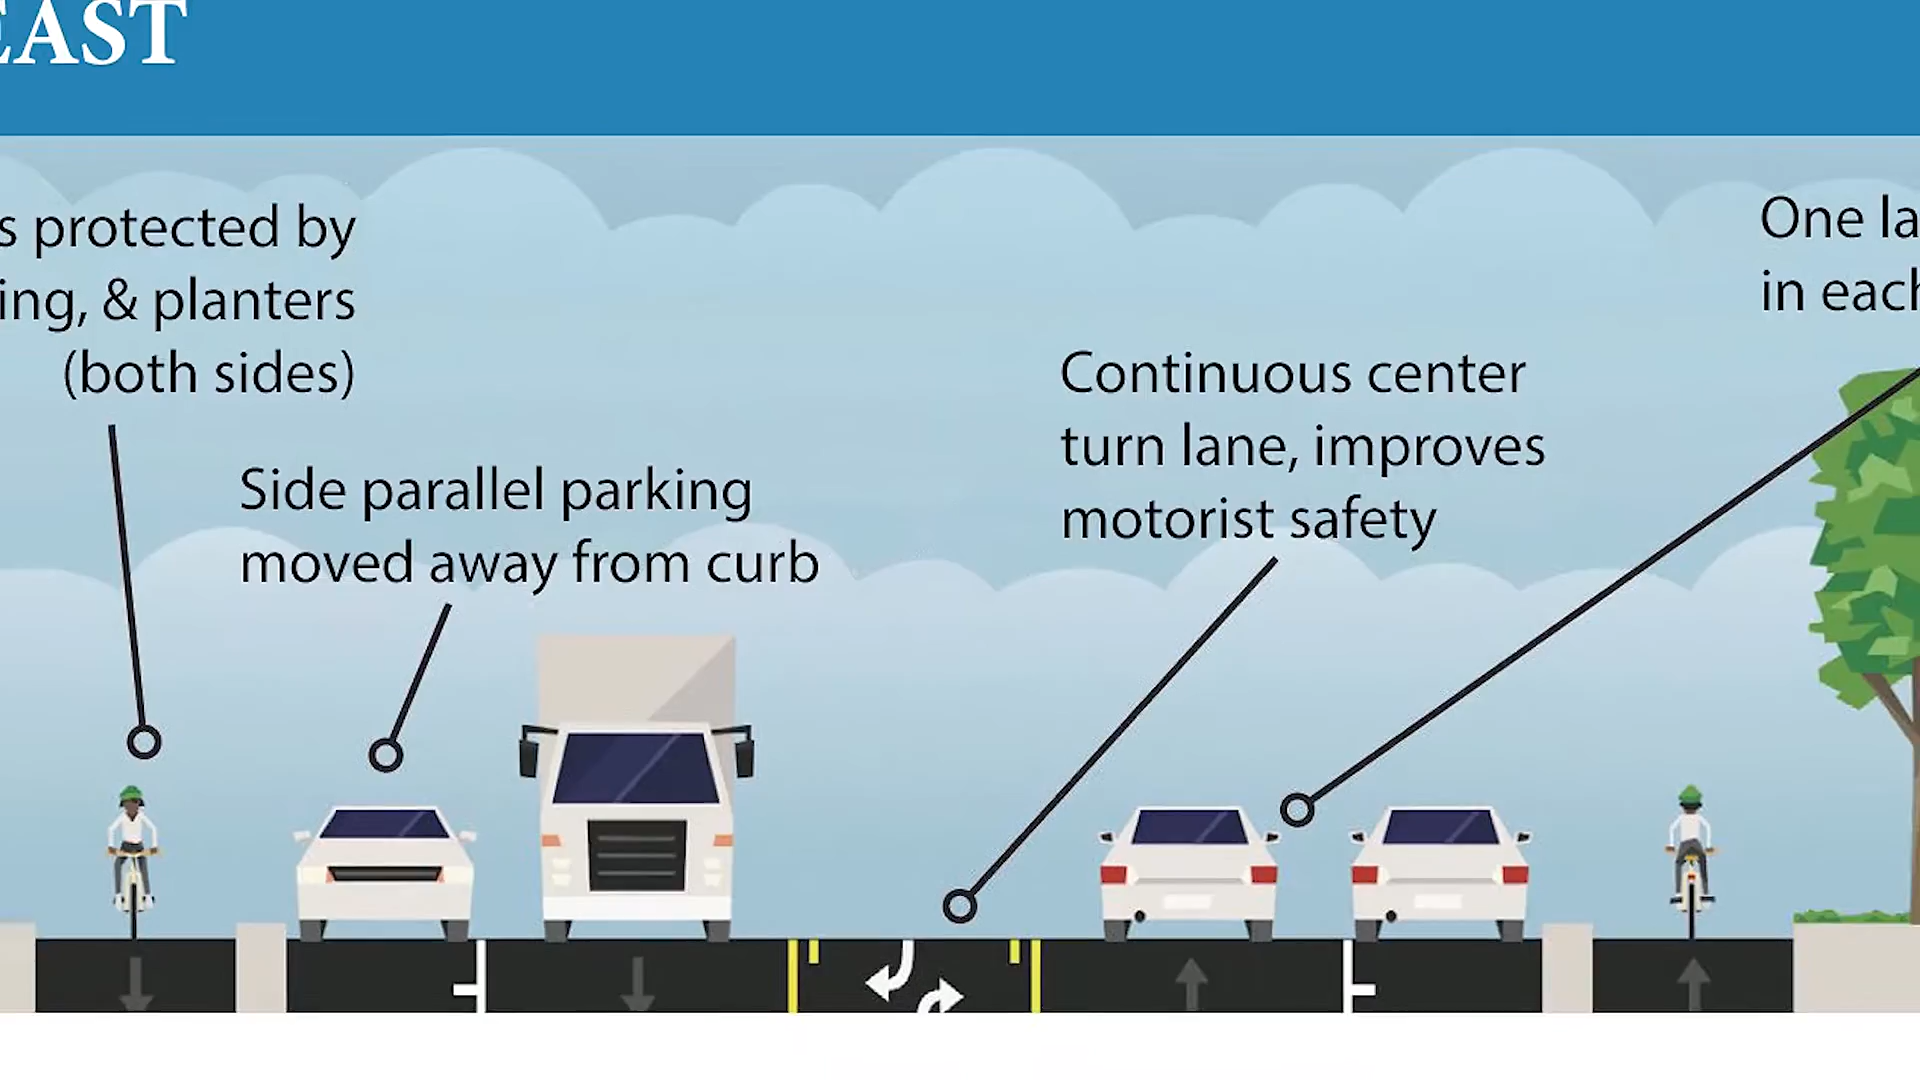 EAST
s protected by
ing, & planters
(both sides)
Side parallel parking
moved away from curb
Continuous center
turn lane, improves
motorist safety
One la
in each